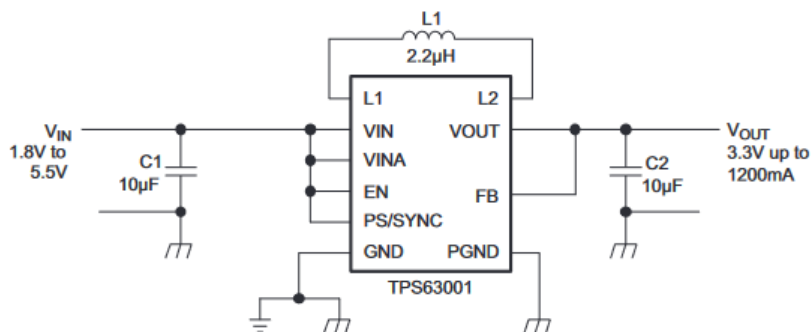 L1
2.2µH
L1
L2
VIN
1.8V to
5.5V
C1
10µF
VIN
VOUT
VINA
EN
FB
PS/SYNC
GND
PGND
TPS63001
C2
10µF
VOUT
3.3V up to
1200mA